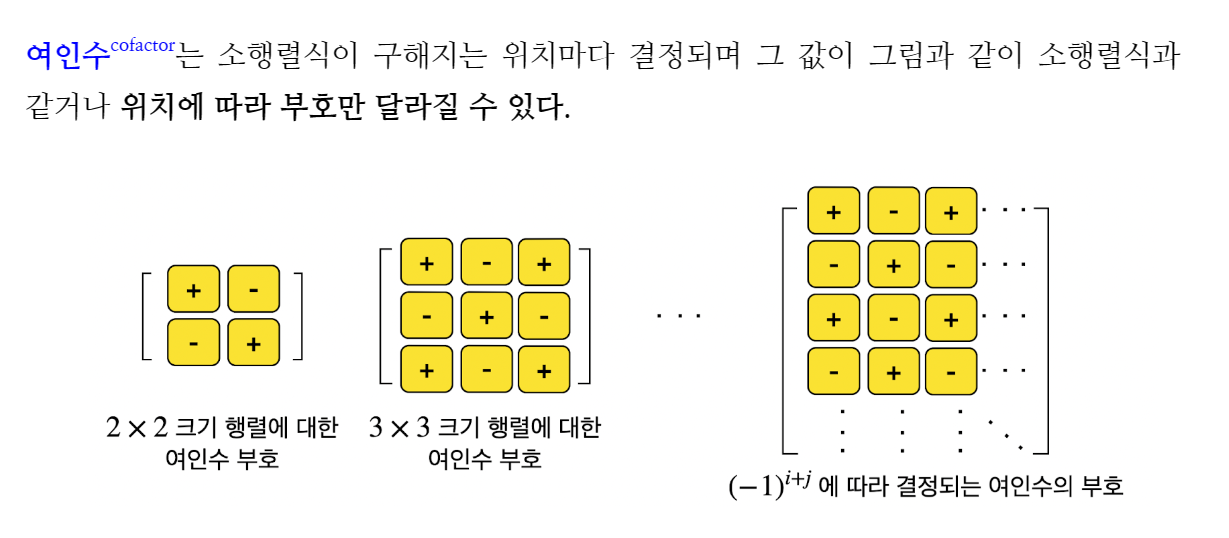 여인수cofactor는 소행렬식이 구해지는 위치마다 결정되며 그 값이 그림과 같이 소행렬식과
같거나 위치에 따라 부호만 달라질 수 있다.
+ -
- +
2 × 2 크기 행렬에 대한
여인수 부호
+ - +
- + -
+ - +
3 × 3 크기 행렬에 대한
여인수 부호
· · ·
+ - + · · ·
- + - · · ·
+ - + · · ·
- + - · · ·
(−1)^{i+j} 에 따라 결정되는 여인수의 부호